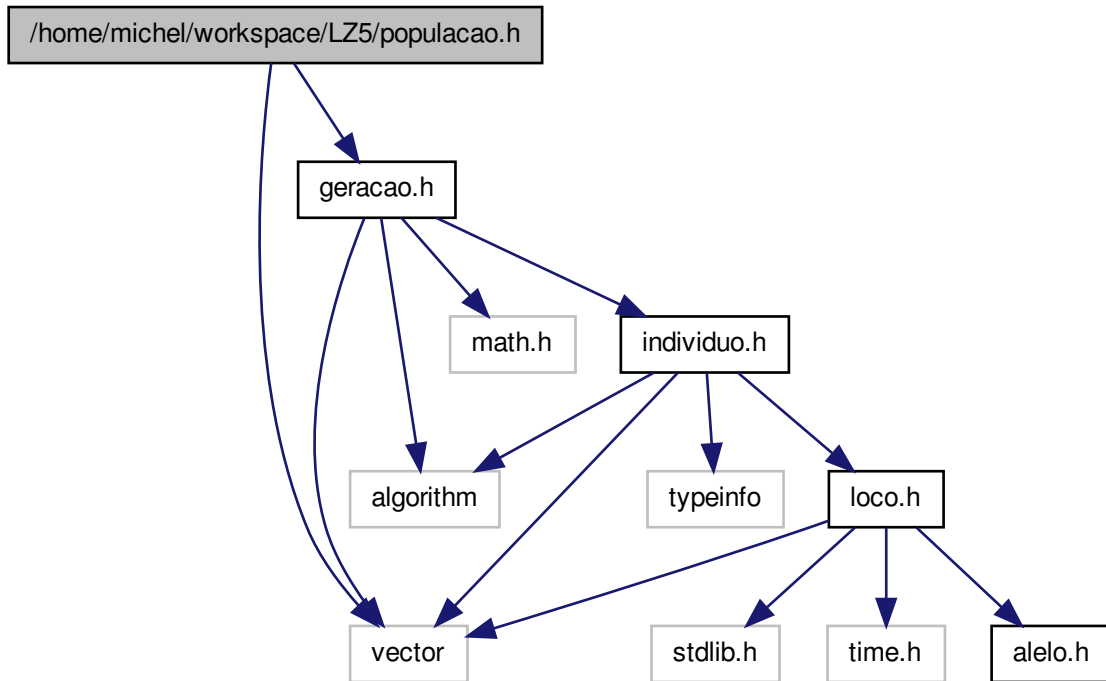 /home/michel/workspace/LZ5/populacao.h
geracao.h
math.h
individuo.h
algorithm
typeinfo
loco.h
vector
stdlib.h
time.h
alelo.h